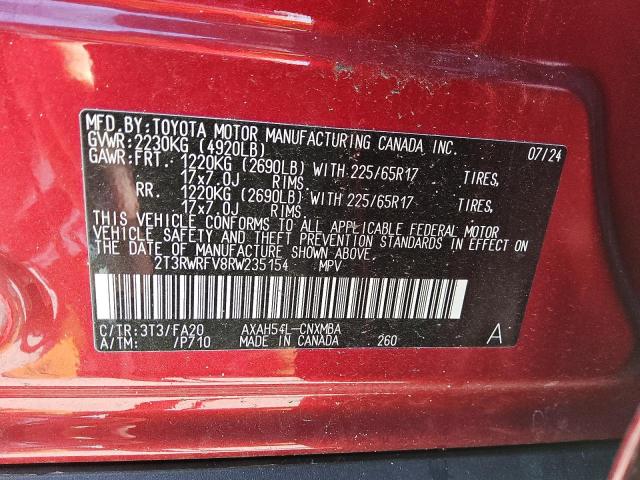 MFD.BY:TOYOTA MOTOR MANUFACTURING CANADA INC. 07/24
GVWR:2230KG (4920LB)
GAWR:FRT. 1220KG (2690LB) WITH 225/65R17 TIRES,
17x7.0J RIMS.
RR. 1220KG (2690LB) WITH 225/65R17 TIRES,
17x7.0J RIMS.
THIS VEHICLE CONFORMS TO ALL APPLICABLE FEDERAL MOTOR
VEHICLE SAFETY AND THEFT PREVENTION STANDARDS IN EFFECT ON
THE DATE OF MANUFACTURE SHOWN ABOVE.
2T3RWRFV8RW235154 MPV
C/TR:3T3/FA20 AXAH54L-CNXMBA
A/TM: /P710 MADE IN CANADA 260 A